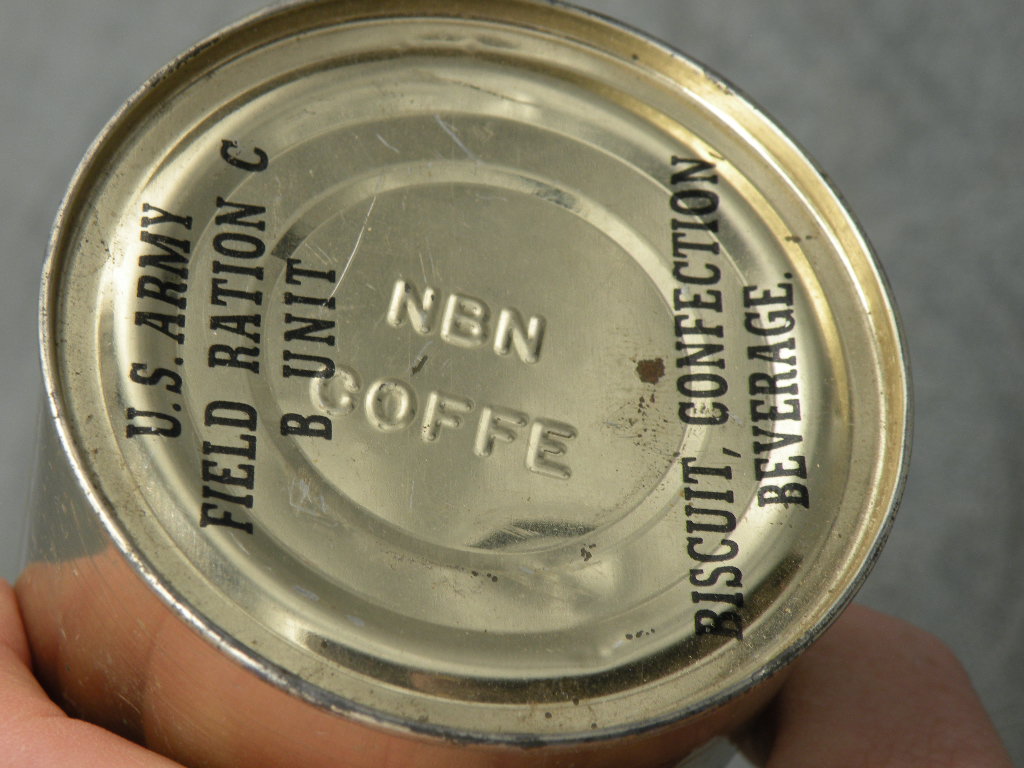 U.S. ARMY
FIELD RATION C
B UNIT
NBN
COFFE
BISCUIT, CONFECTION
BEVERAGE.